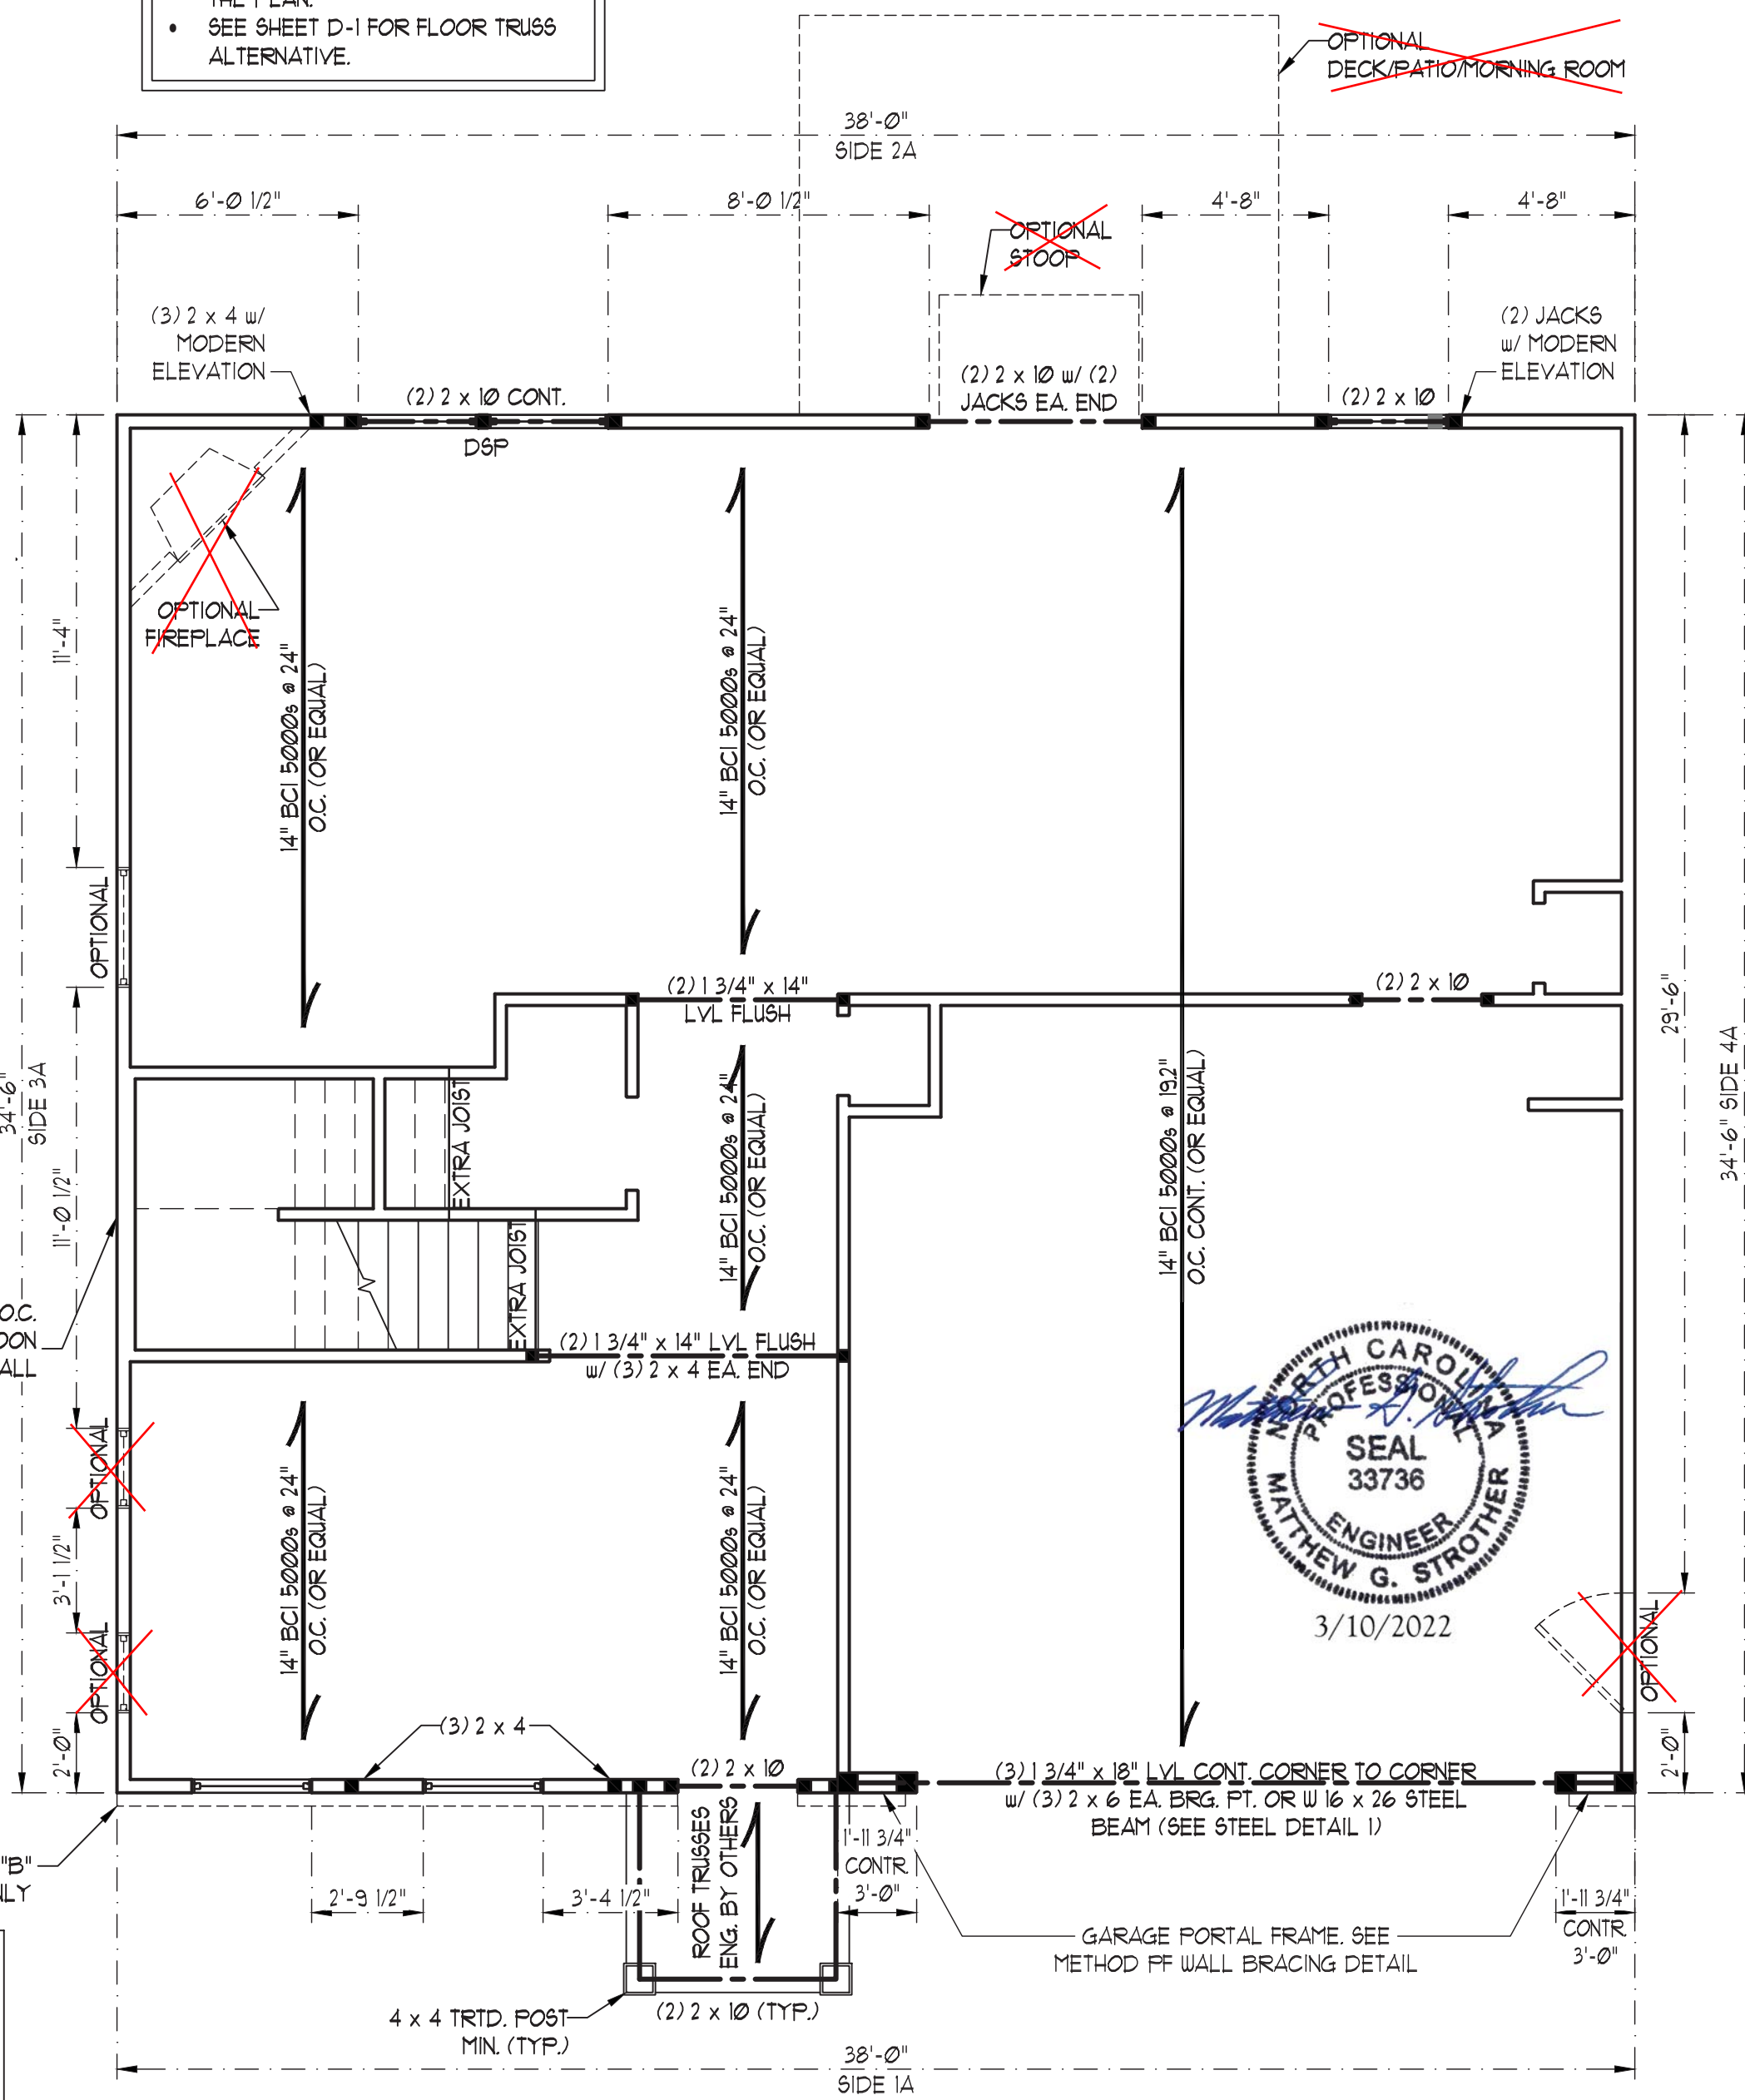 THE PLAN.
• SEE SHEET D-1 FOR FLOOR TRUSS
ALTERNATIVE.
OPTIONAL
DECK/PATIO/MORNING ROOM
38'-0"
SIDE 2A
6'-0 1/2"
8'-0 1/2"
4'-8"
4'-8"
OPTIONAL
STOOP
(3) 2 x 4 w/
MODERN
ELEVATION
(2) 2 x 10 CONT.
DSP
(2) 2 x 10 w/ (2)
JACKS EA. END
(2) 2 x 10
(2) JACKS
w/ MODERN
ELEVATION
OPTIONAL
FIREPLACE
11'-4"
14" BCI 5000s @ 24"
O.C. (OR EQUAL)
14" BCI 5000s @ 24"
O.C. (OR EQUAL)
OPTIONAL
(2) 1 3/4" x 14"
LVL FLUSH
(2) 2 x 10
29'-6"
34'-6"
SIDE 3A
34'-6" SIDE 4A
11'-0 1/2"
EXTRA JOIST
EXTRA JOIST
14" BCI 5000s @ 24"
O.C. (OR EQUAL)
14" BCI 5000s @ 19.2"
O.C. CONT. (OR EQUAL)
O.C.
OON
ALL
(2) 1 3/4" x 14" LVL FLUSH
w/ (3) 2 x 4 EA. END
NORTH CAROLINA
PROFESSIONAL
SEAL
33736
ENGINEER
MATTHEW G. STROTHER
3/10/2022
OPTIONAL
3'-1 1/2"
OPTIONAL
2'-0"
14" BCI 5000s @ 24"
O.C. (OR EQUAL)
14" BCI 5000s @ 24"
O.C. (OR EQUAL)
OPTIONAL
2'-0"
(3) 2 x 4
(2) 2 x 10
(3) 1 3/4" x 18" LVL CONT. CORNER TO CORNER
w/ (3) 2 x 6 EA. BRG. PT. OR W 16 x 26 STEEL
BEAM (SEE STEEL DETAIL 1)
"B"
NLY
2'-9 1/2"
3'-4 1/2"
ROOF TRUSSES
ENG. BY OTHERS
1'-11 3/4"
CONTR.
3'-0"
1'-11 3/4"
CONTR.
3'-0"
GARAGE PORTAL FRAME. SEE
METHOD PF WALL BRACING DETAIL
4 x 4 TRTD. POST
MIN. (TYP.)
(2) 2 x 10 (TYP.)
38'-0"
SIDE 1A